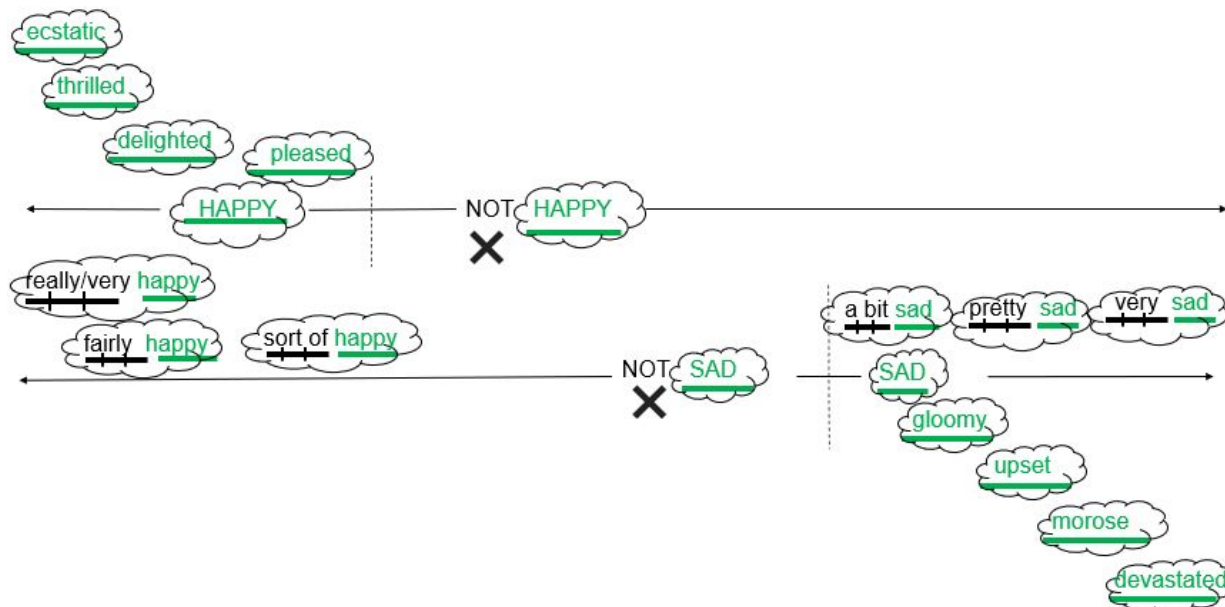 ecstatic
thrilled
delighted
pleased
HAPPY
NOT HAPPY
really/very happy
fairly happy
sort of happy
a bit sad
pretty sad
very sad
NOT SAD
SAD
gloomy
upset
morose
devastated